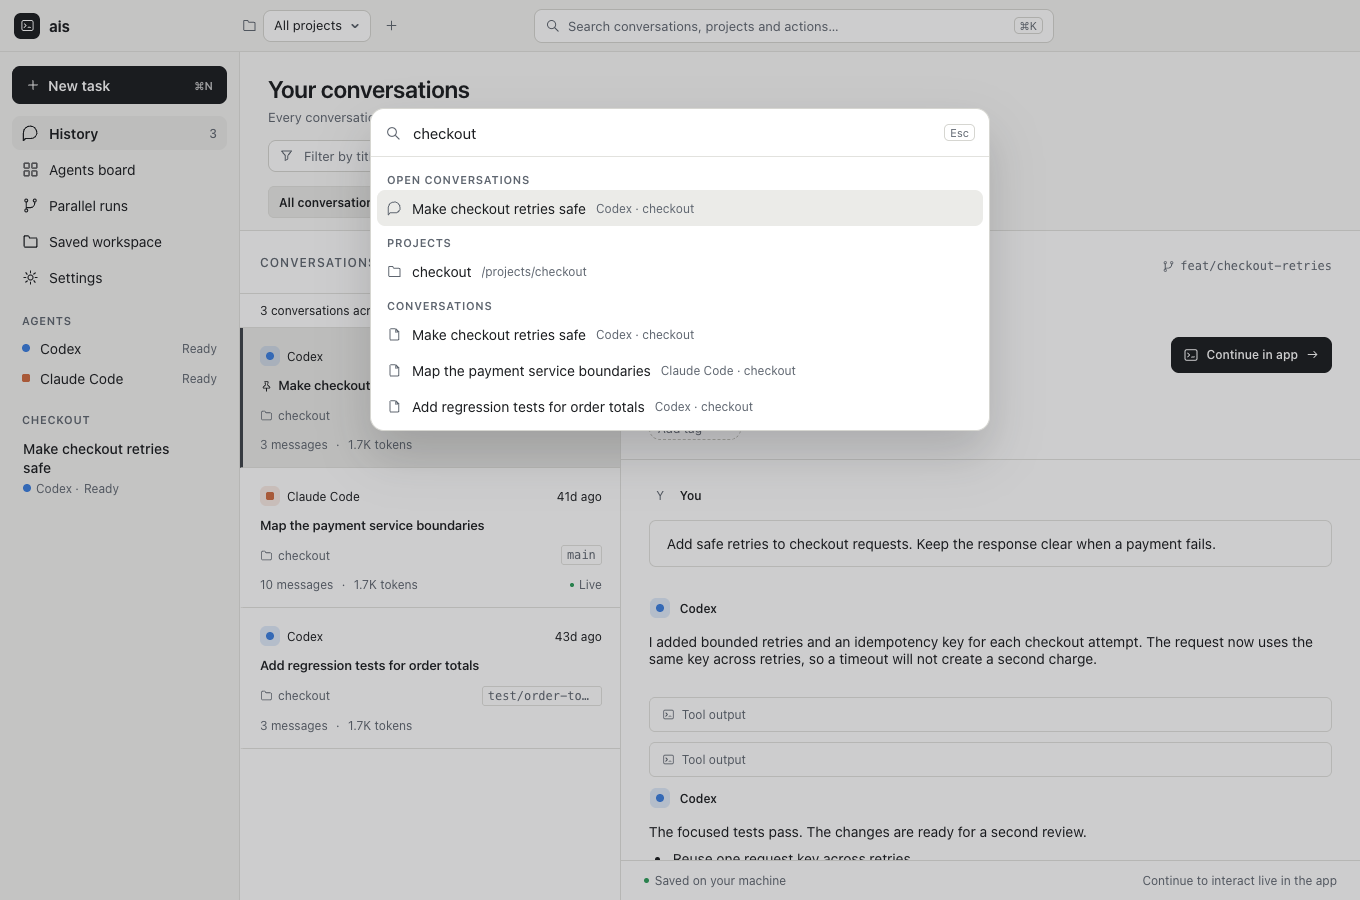 ais
All projects
Search conversations, projects and actions...
⌘K
New task
⌘N
History
3
Agents board
Parallel runs
Saved workspace
Settings
AGENTS
Codex
Ready
Claude Code
Ready
CHECKOUT
Make checkout retries
safe
Codex · Ready
Your conversations
Filter by
checkout
Esc
OPEN CONVERSATIONS
Make checkout retries safe Codex · checkout
PROJECTS
checkout /projects/checkout
CONVERSATIONS
Make checkout retries safe Codex · checkout
Map the payment service boundaries Claude Code · checkout
Add regression tests for order totals Codex · checkout
CONVERSATIONS
3 conversations
Codex
Make checkout
checkout
3 messages · 1.7K tokens
Claude Code
41d ago
Map the payment service boundaries
checkout
main
10 messages · 1.7K tokens
Live
Codex
43d ago
Add regression tests for order totals
checkout
test/order-to…
3 messages · 1.7K tokens
feat/checkout-retries
Continue in app →
Y
You
Add safe retries to checkout requests. Keep the response clear when a payment fails.
Codex
I added bounded retries and an idempotency key for each checkout attempt. The request now uses the
same key across retries, so a timeout will not create a second charge.
Tool output
Tool output
Codex
The focused tests pass. The changes are ready for a second review.
• Reuse one request key across retries
Saved on your machine
Continue to interact live in the app